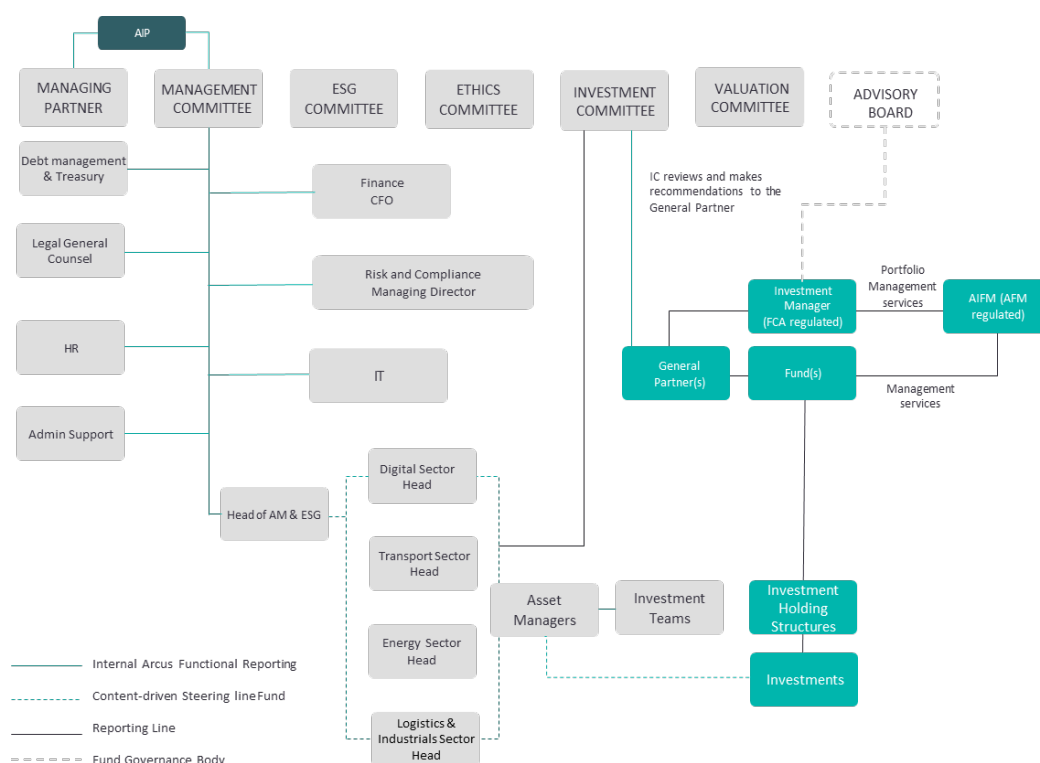 AIP
MANAGING
PARTNER
MANAGEMENT
COMMITTEE
ESG
COMMITTEE
ETHICS
COMMITTEE
INVESTMENT
COMMITTEE
VALUATION
COMMITTEE
ADVISORY
BOARD
Debt management
& Treasury
Finance
CFO
IC reviews and makes
recommendations to the
General Partner
Legal General
Counsel
Risk and Compliance
Managing Director
Portfolio
Management
services
Investment
Manager
(FCA regulated)
AIFM (AFM
regulated)
HR
IT
General
Partner(s)
Fund(s)
Management
services
Admin Support
Digital Sector
Head
Head of AM & ESG
Transport Sector
Head
Asset
Managers
Investment
Teams
Investment
Holding
Structures
Energy Sector
Head
Investments
Logistics &
Industrials Sector
Head
Internal Arcus Functional Reporting
Content-driven Steering line Fund
Reporting Line
Fund Governance Body